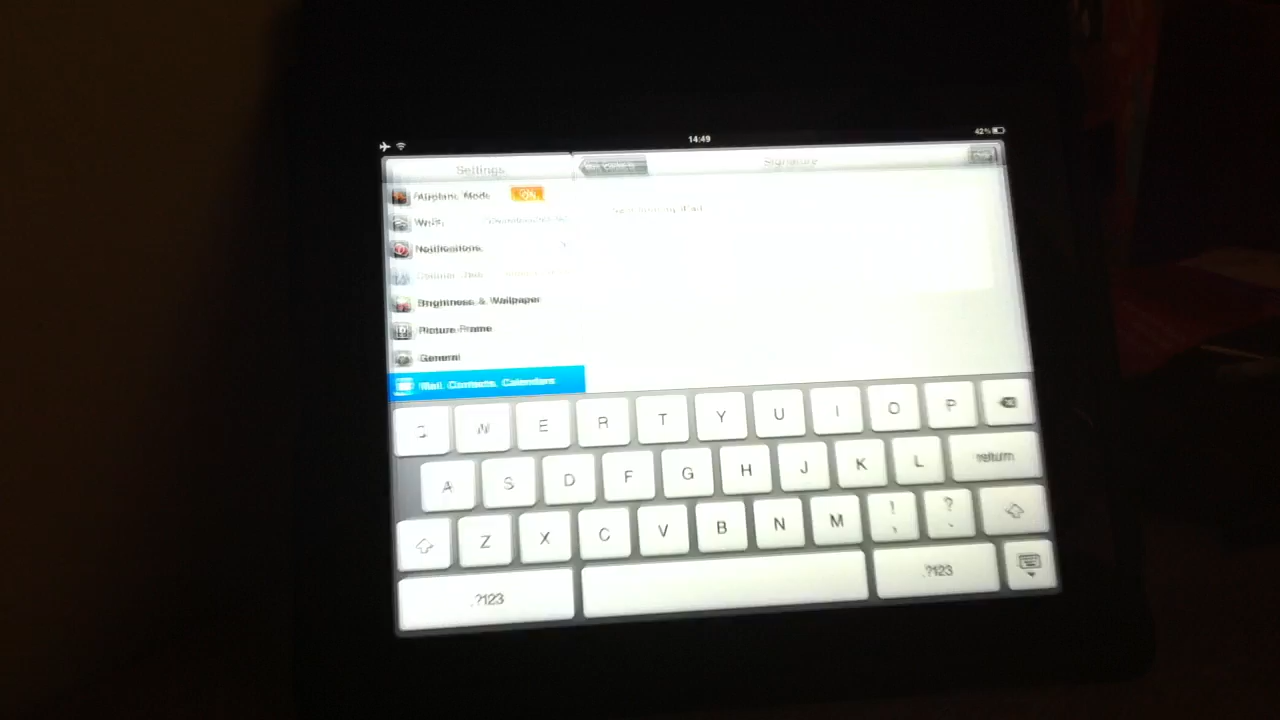 14:49
42%
Settings
Signature
Airplane Mode ON
Wi-Fi
Notifications
Brightness & Wallpaper
Picture Frame
General
Mail, Contacts, Calendars
W E R T Y U I O P
A S D F G H J K L return
Z X C V B N M ! , ? .
.?123 .?123